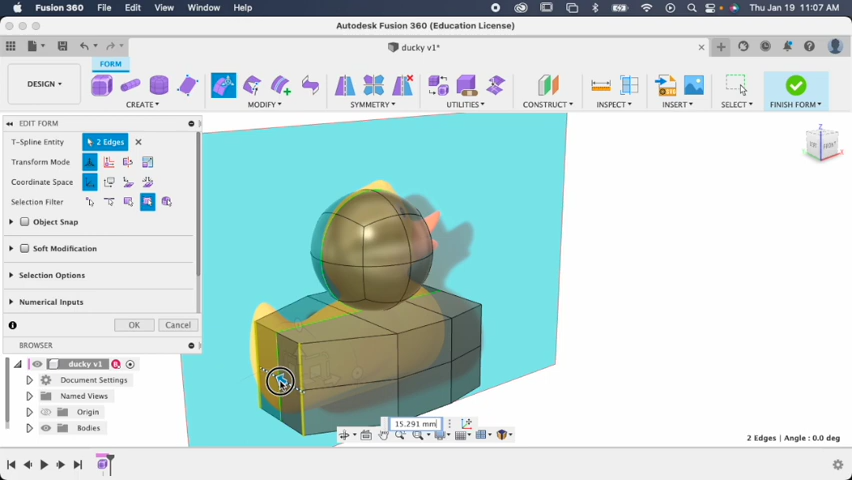 Fusion 360 File Edit View Window Help Thu Jan 19 11:07 AM
Autodesk Fusion 360 (Education License)
ducky v1*
FORM
DESIGN
CREATE MODIFY SYMMETRY UTILITIES CONSTRUCT INSPECT INSERT SELECT FINISH FORM
EDIT FORM
T-Spline Entity 2 Edges
Transform Mode
Coordinate Space
Selection Filter
Object Snap
Soft Modification
Selection Options
Numerical Inputs
OK Cancel
BROWSER
ducky v1
Document Settings
Named Views
Origin
Bodies
Z
FRONT
15.291 mm
2 Edges | Angle : 0.0 deg